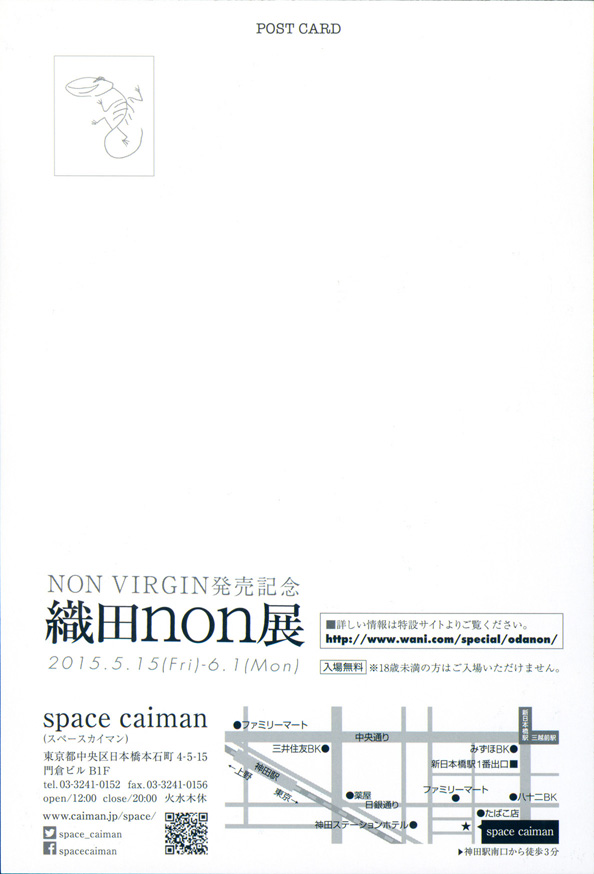 POST CARD
NON VIRGIN発売記念
織田non展
2015.5.15(Fri)-6.1(Mon)
■詳しい情報は特設サイトよりご覧ください。
http://www.wani.com/special/odanon/
入場無料 ※18歳未満の方はご入場いただけません。
space caiman
(スペースカイマン)
東京都中央区日本橋本石町 4-5-15
門倉ビル B1F
tel.03-3241-0152 fax.03-3241-0156
open/12:00 close/20:00 火水木休
www.caiman.jp/space/
space_caiman
spacecaiman
●ファミリーマート
中央通り
新日本橋駅
三越前駅
三井住友BK●
みずほBK●
新日本橋駅1番出口■
←上野
神田駅
東京→
●薬屋
日銀通り
ファミリーマート
●
●八十二BK
神田ステーションホテル●
●たばこ店
★
space caiman
▶神田駅南口から徒歩3分